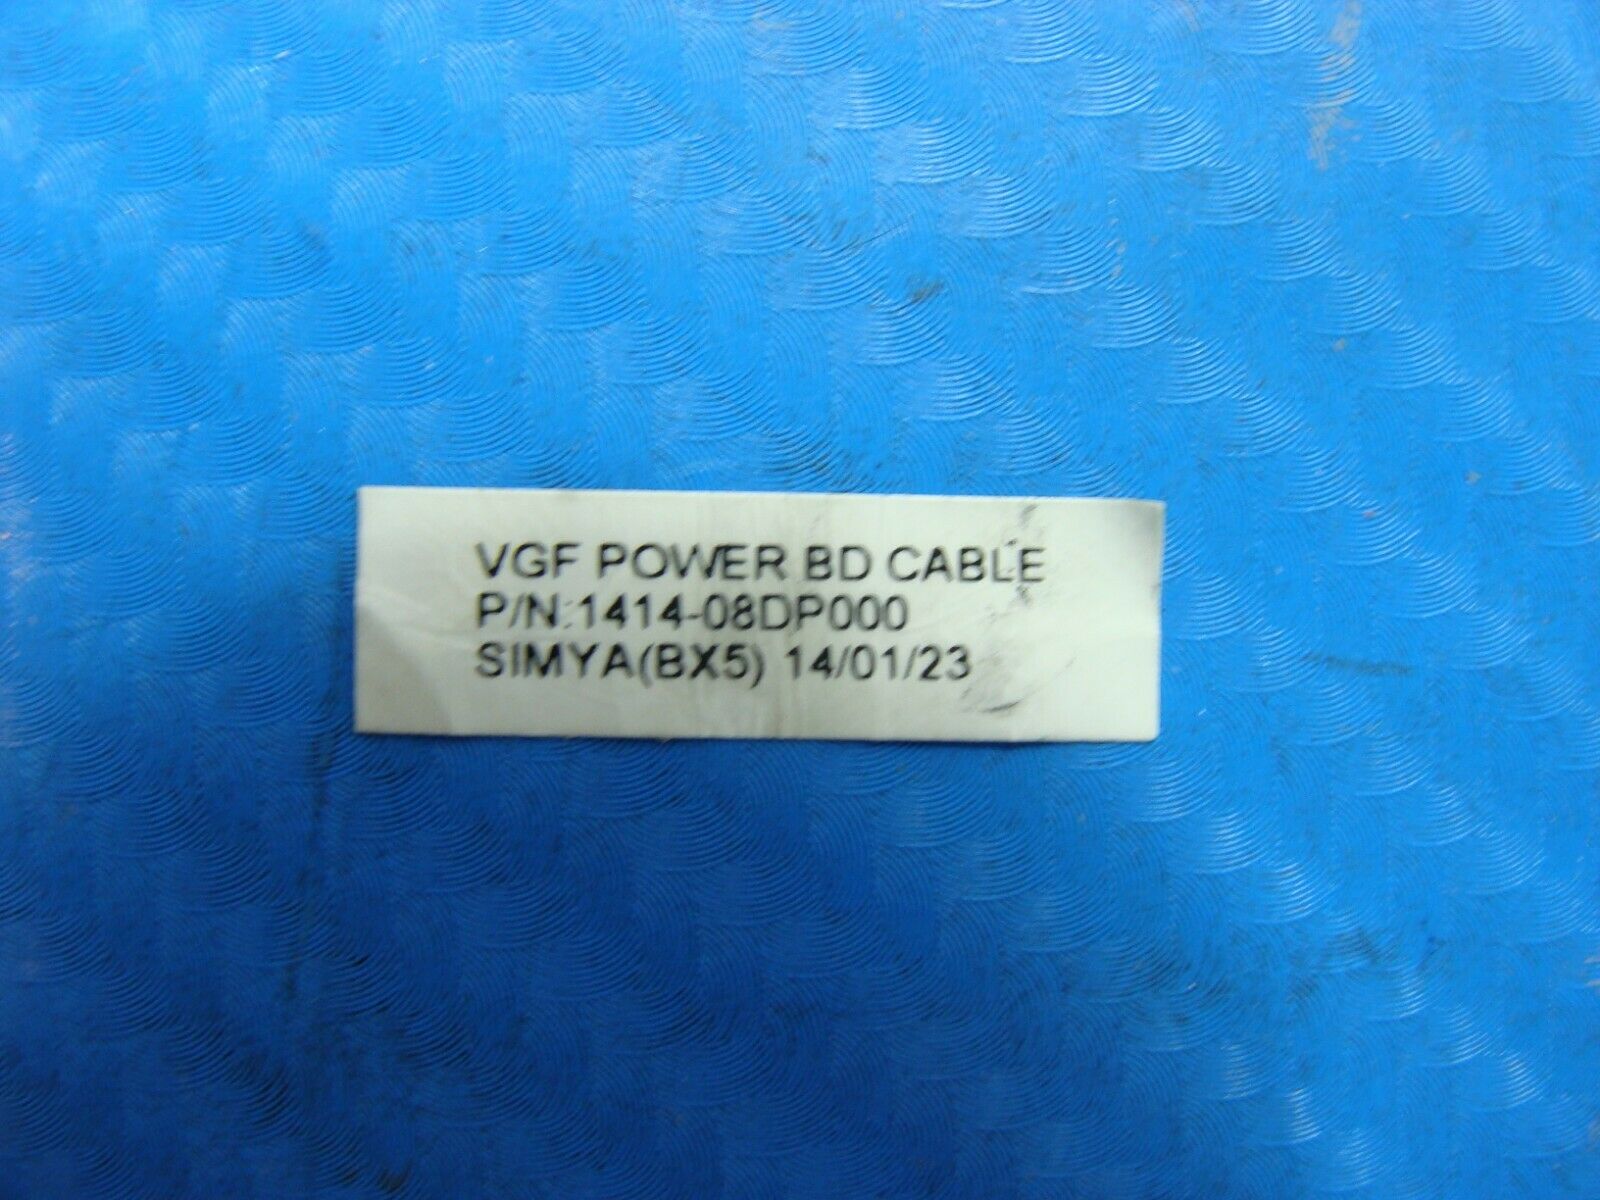 VGF POWER BD CABLE
P/N:1414-08DP000
SIMYA(BX5) 14/01/23